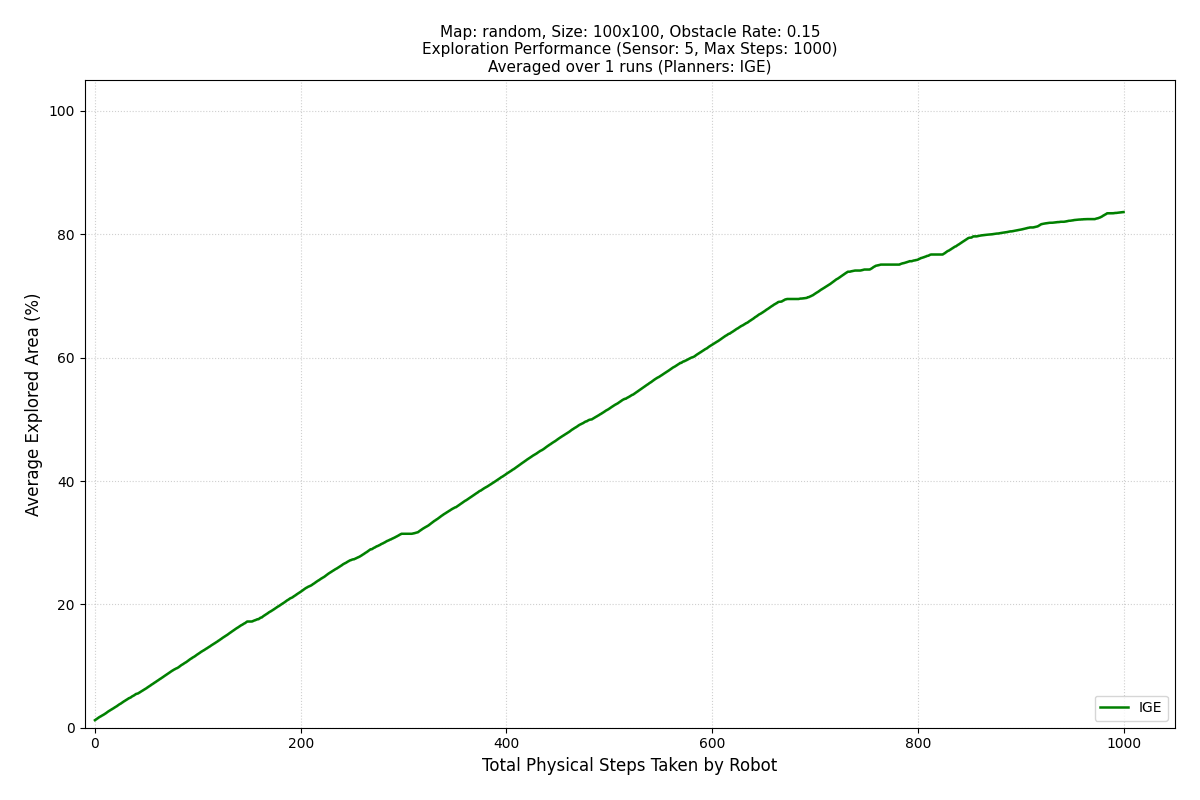 Map: random, Size: 100x100, Obstacle Rate: 0.15
Exploration Performance (Sensor: 5, Max Steps: 1000)
Averaged over 1 runs (Planners: IGE)
Average Explored Area (%)
100
80
60
40
20
0
0 200 400 600 800 1000
Total Physical Steps Taken by Robot
IGE